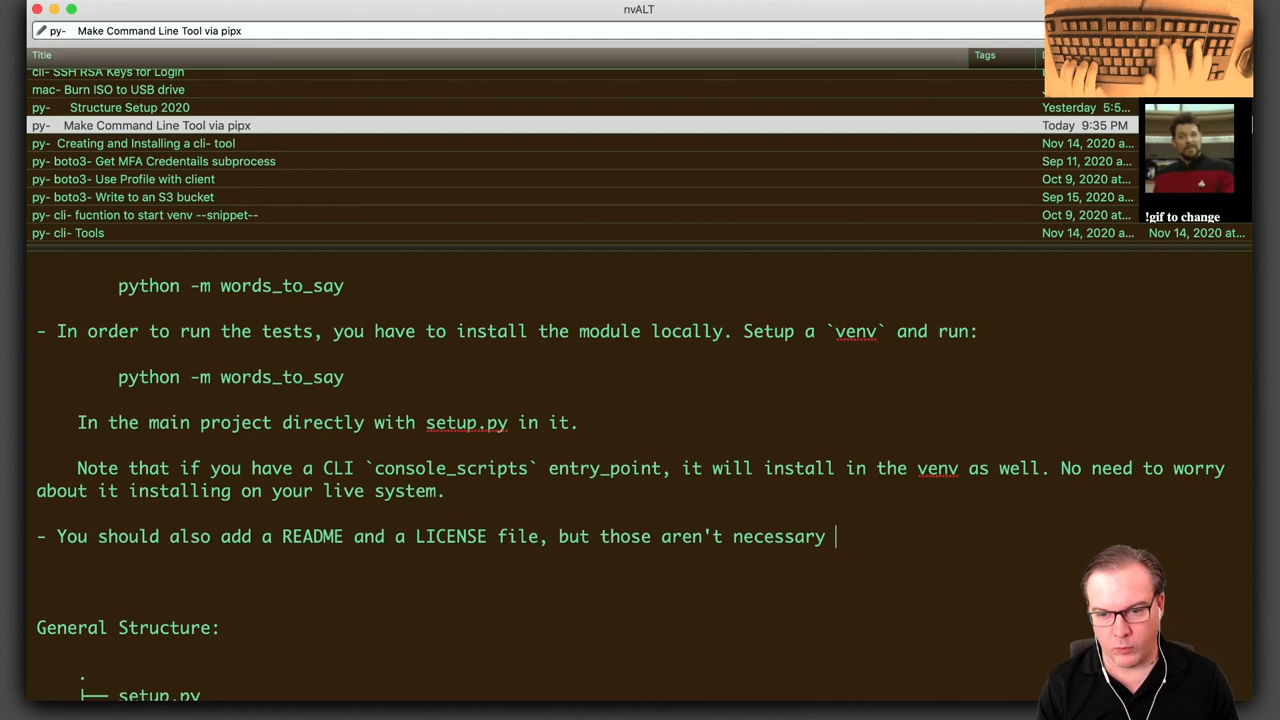 nvALT
py-    Make Command Line Tool via pipx
Title Tags
cli- SSH RSA Keys for Login
mac- Burn ISO to USB drive
py-      Structure Setup 2020 Yesterday 5:5...
py-    Make Command Line Tool via pipx Today 9:35 PM
py-  Creating and Installing a cli- tool Nov 14, 2020 a...
py- boto3- Get MFA Credentails subprocess Sep 11, 2020 a...
py- boto3- Use Profile with client Oct 9, 2020 at...
py- boto3- Write to an S3 bucket Sep 15, 2020 a...
py- cli- fucntion to start venv --snippet-- Oct 9, 2020 at...
!gif to change
py- cli- Tools Nov 14, 2020 a... Nov 14, 2020 at...
python -m words_to_say
- In order to run the tests, you have to install the module locally. Setup a `venv` and run:
python -m words_to_say
In the main project directly with setup.py in it.
Note that if you have a CLI `console_scripts` entry_point, it will install in the venv as well. No need to worry
about it installing on your live system.
- You should also add a README and a LICENSE file, but those aren't necessary
General Structure:
.
├── setup.py